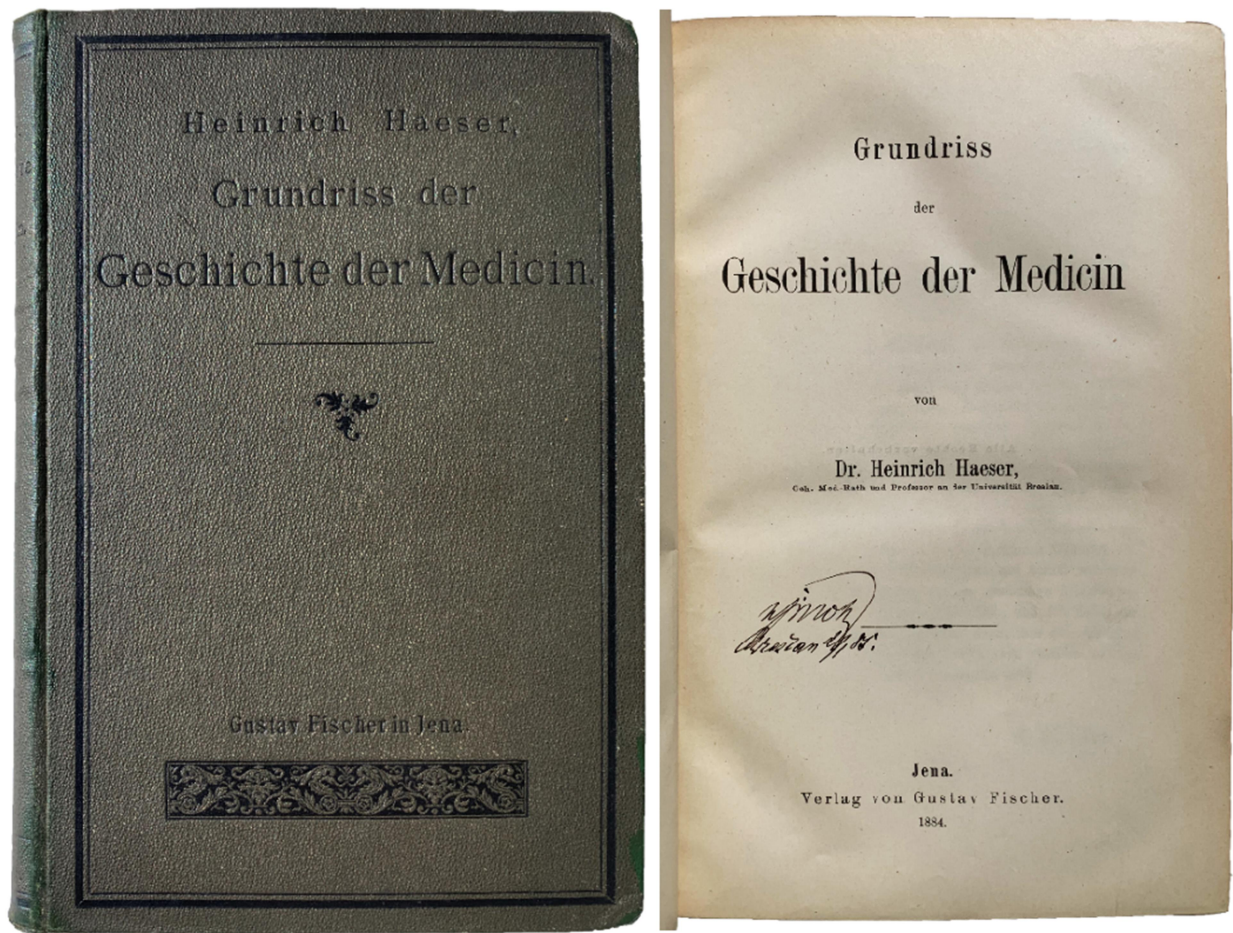 Heinrich Haeser,
Grundriss der
Geschichte der Medicin.
Gustav Fischer in Jena.
Grundriss
der
Geschichte der Medicin
von
Dr. Heinrich Haeser,
Geh. Med.-Rath und Professor an der Universität Breslau.
Jena.
Verlag von Gustav Fischer.
1884.